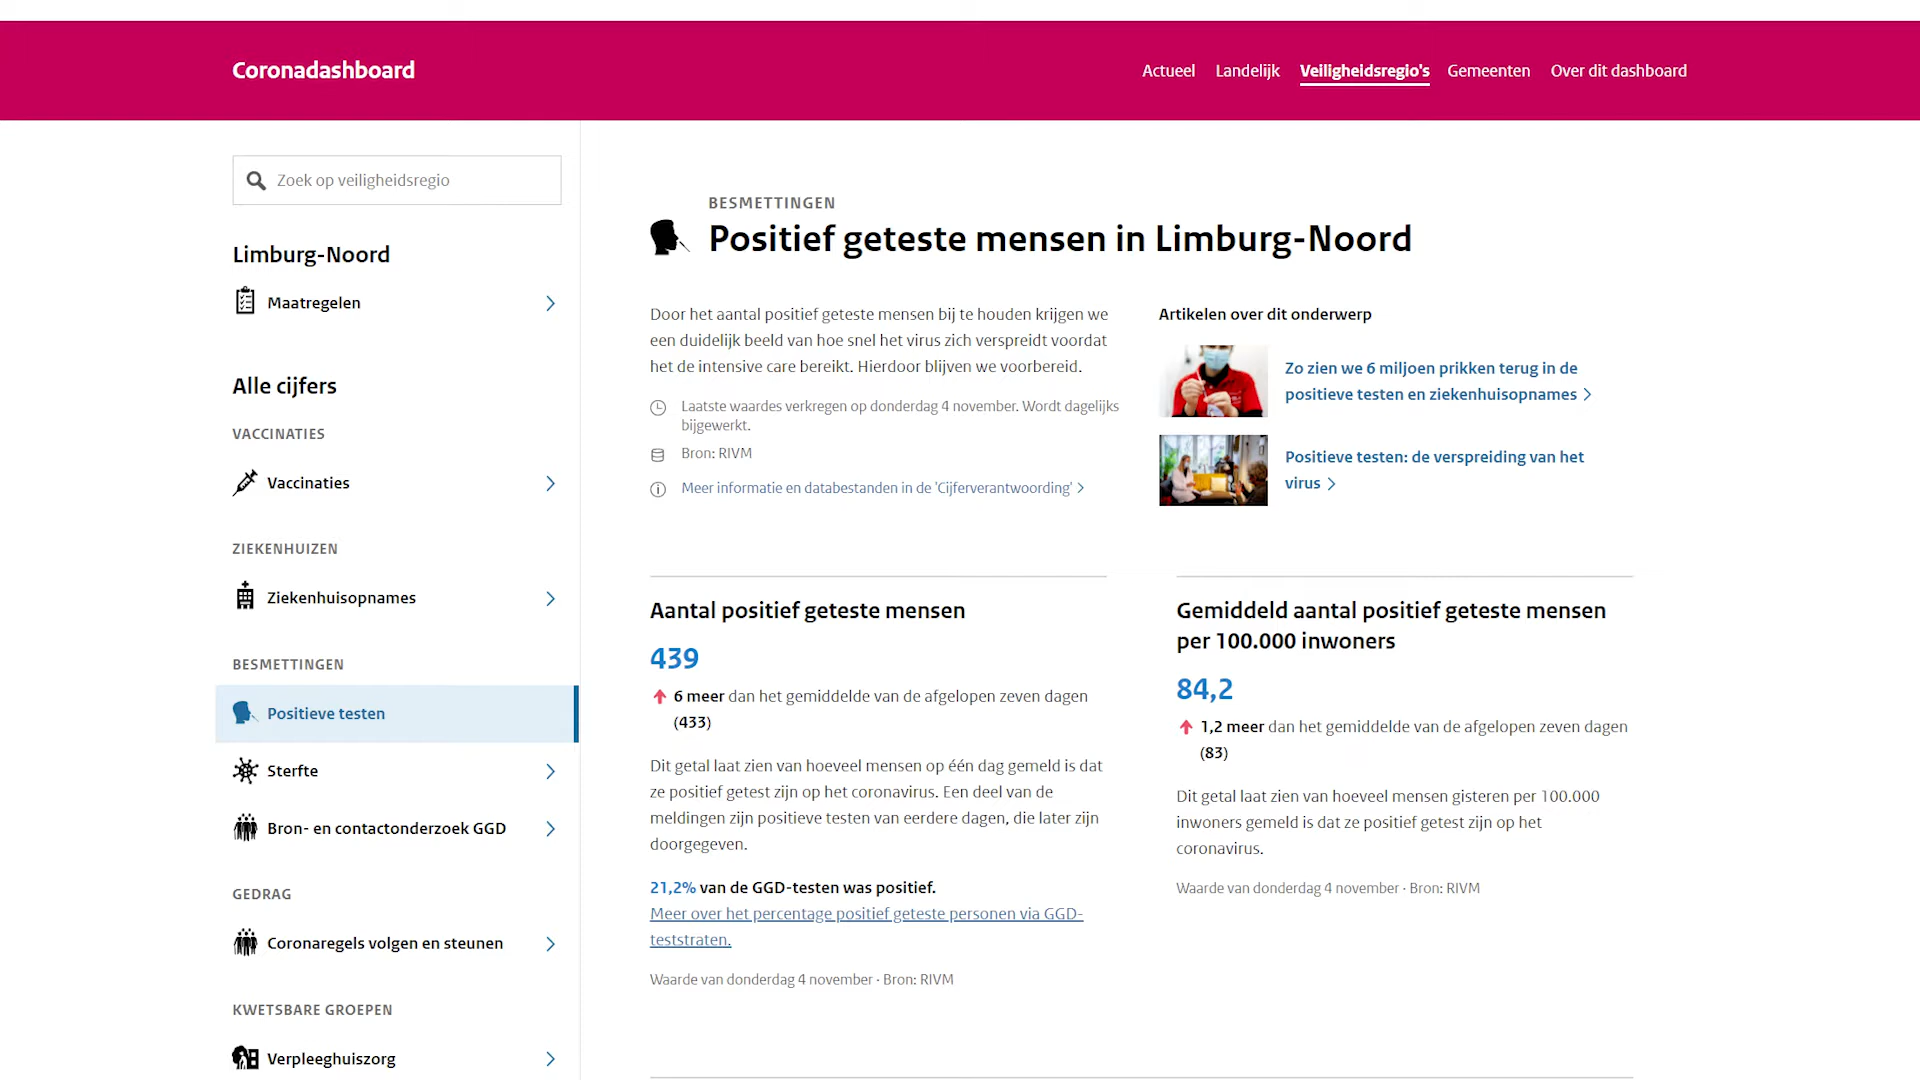 Coronadashboard
Actueel Landelijk Veiligheidsregio's Gemeenten Over dit dashboard
Zoek op veiligheidsregio
Limburg-Noord
Maatregelen
Alle cijfers
VACCINATIES
Vaccinaties
ZIEKENHUIZEN
Ziekenhuisopnames
BESMETTINGEN
Positieve testen
Sterfte
Bron- en contactonderzoek GGD
GEDRAG
Coronaregels volgen en steunen
KWETSBARE GROEPEN
Verpleeghuiszorg
BESMETTINGEN
Positief geteste mensen in Limburg-Noord
Door het aantal positief geteste mensen bij te houden krijgen we
een duidelijk beeld van hoe snel het virus zich verspreidt voordat
het de intensive care bereikt. Hierdoor blijven we voorbereid.
Laatste waardes verkregen op donderdag 4 november. Wordt dagelijks
bijgewerkt.
Bron: RIVM
Meer informatie en databestanden in de 'Cijferverantwoording'
Artikelen over dit onderwerp
Zo zien we 6 miljoen prikken terug in de
positieve testen en ziekenhuisopnames
Positieve testen: de verspreiding van het
virus
Aantal positief geteste mensen
439
6 meer dan het gemiddelde van de afgelopen zeven dagen
(433)
Dit getal laat zien van hoeveel mensen op één dag gemeld is dat
ze positief getest zijn op het coronavirus. Een deel van de
meldingen zijn positieve testen van eerdere dagen, die later zijn
doorgegeven.
21,2% van de GGD-testen was positief.
Meer over het percentage positief geteste personen via GGD-
teststraten.
Waarde van donderdag 4 november · Bron: RIVM
Gemiddeld aantal positief geteste mensen
per 100.000 inwoners
84,2
1,2 meer dan het gemiddelde van de afgelopen zeven dagen
(83)
Dit getal laat zien van hoeveel mensen gisteren per 100.000
inwoners gemeld is dat ze positief getest zijn op het
coronavirus.
Waarde van donderdag 4 november · Bron: RIVM